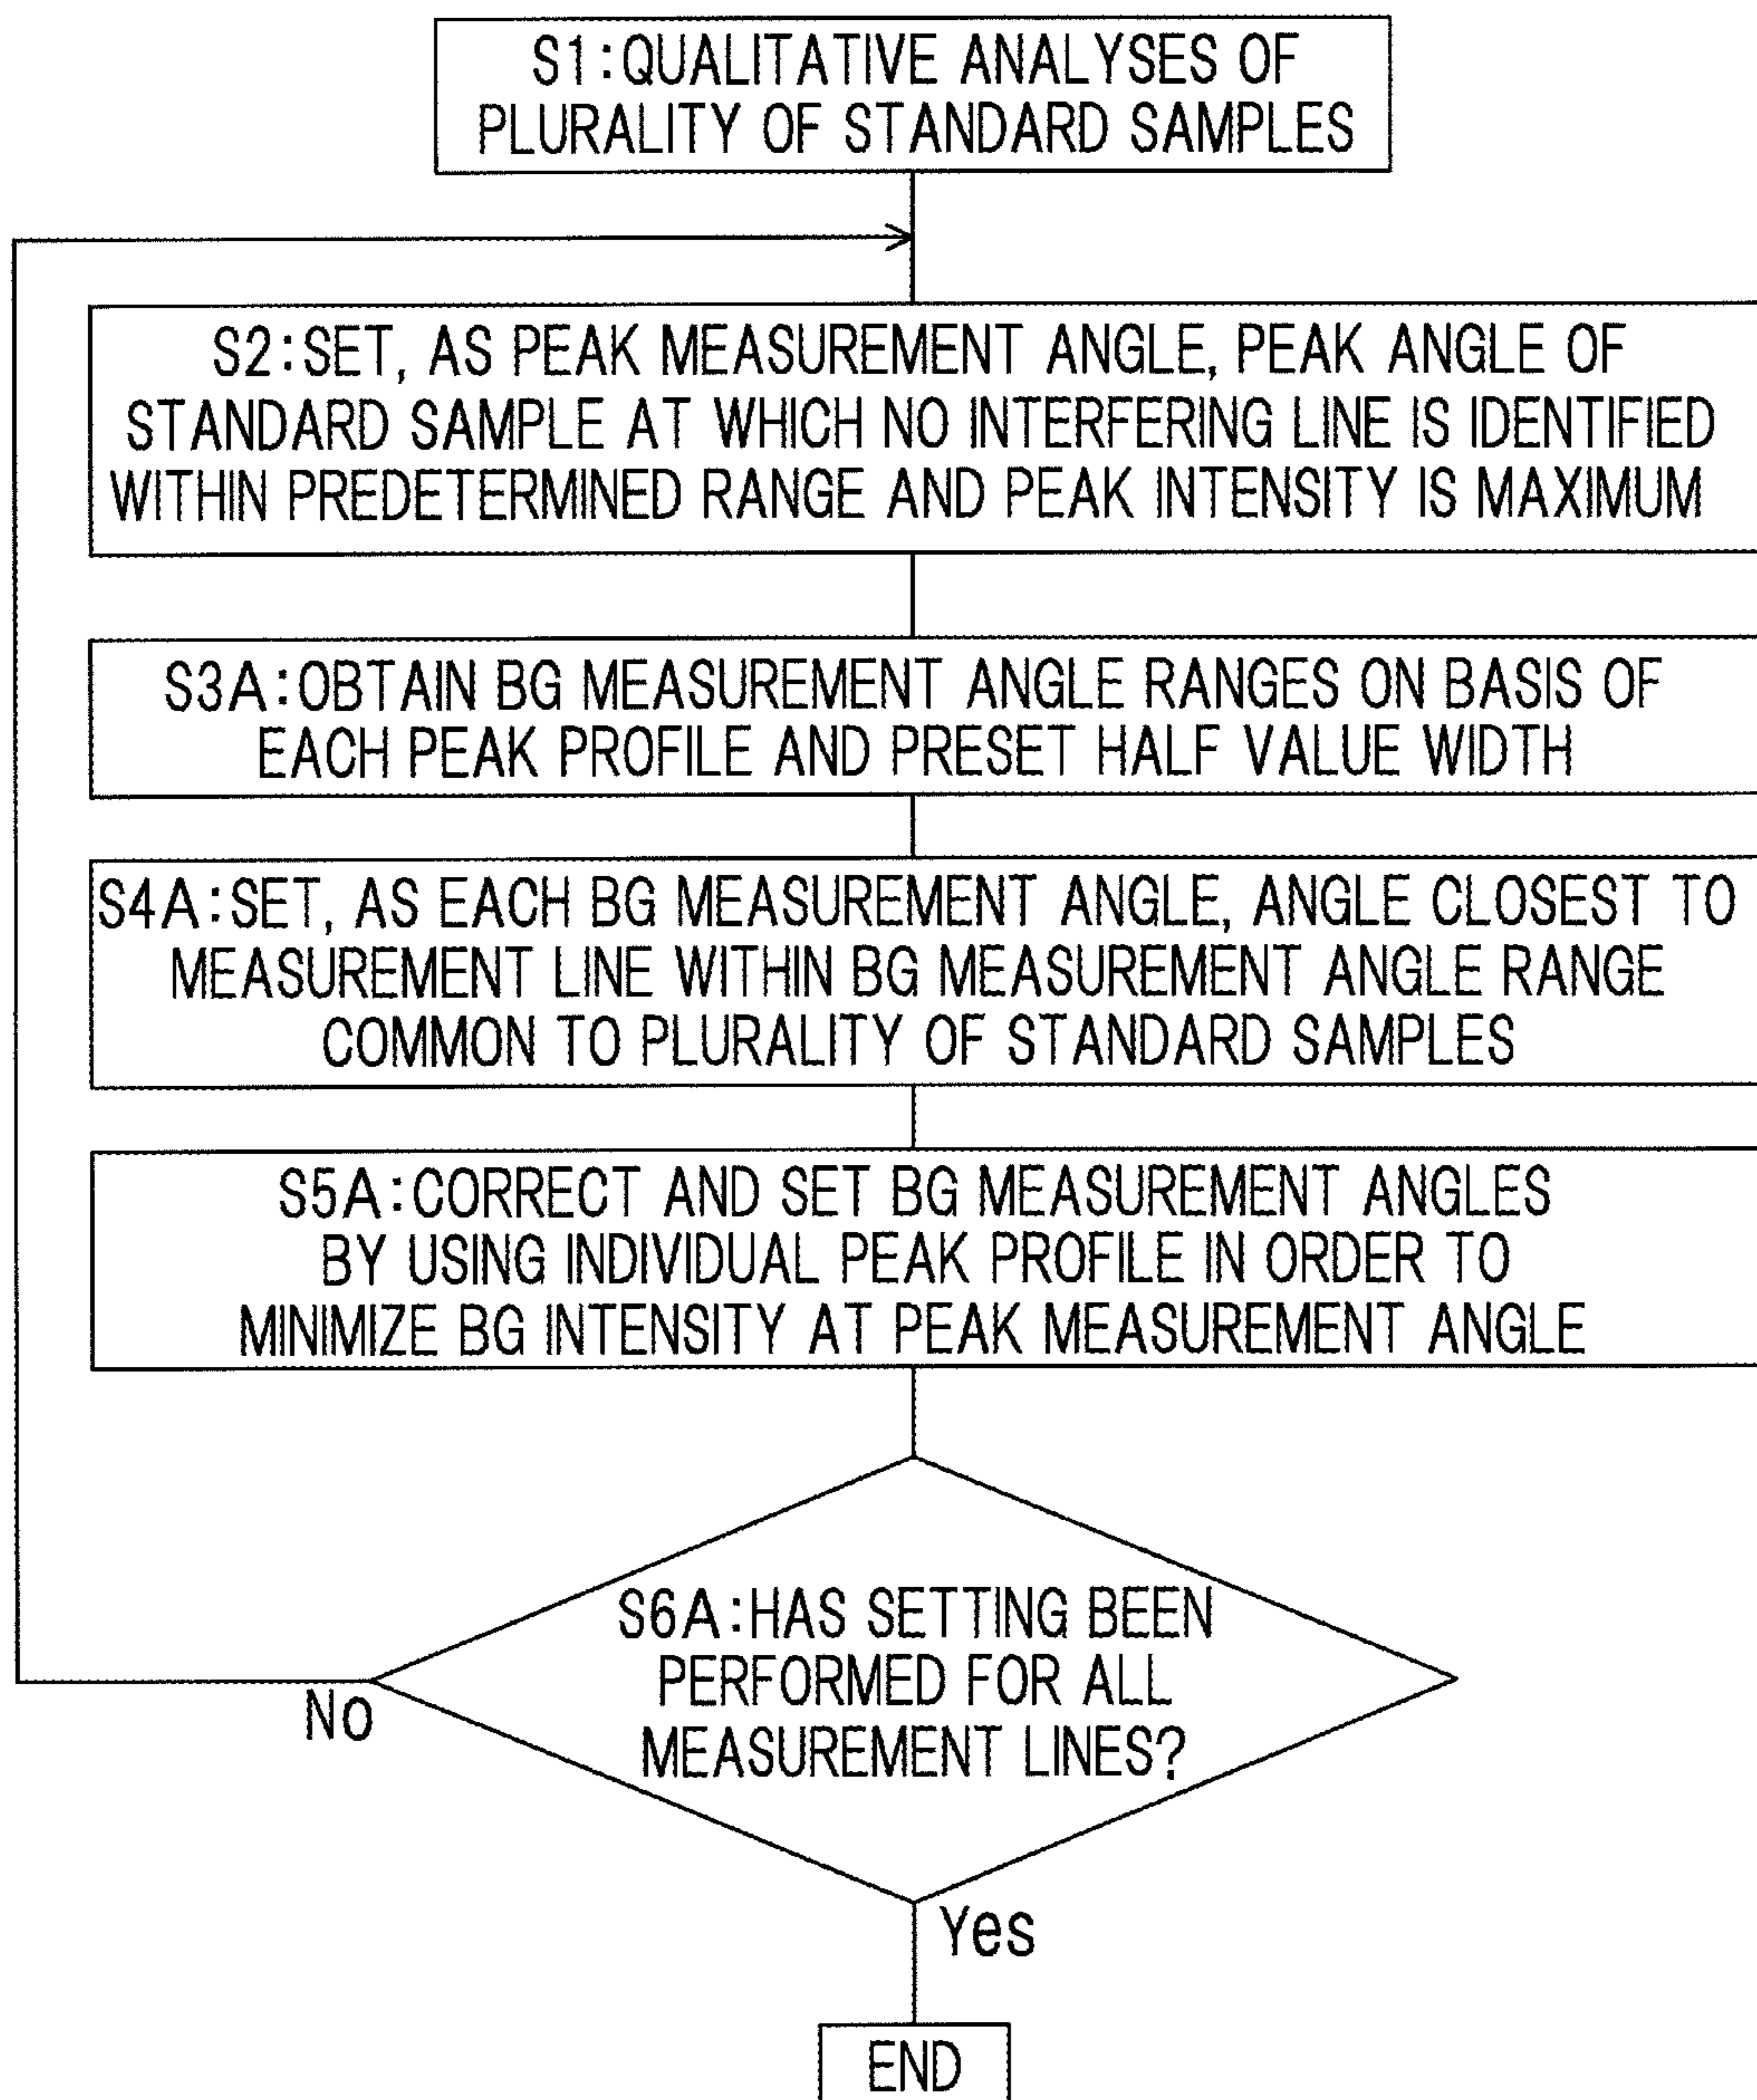 S1:QUALITATIVE ANALYSES OF
PLURALITY OF STANDARD SAMPLES
S2:SET, AS PEAK MEASUREMENT ANGLE, PEAK ANGLE OF
STANDARD SAMPLE AT WHICH NO INTERFERING LINE IS IDENTIFIED
WITHIN PREDETERMINED RANGE AND PEAK INTENSITY IS MAXIMUM
S3A:OBTAIN BG MEASUREMENT ANGLE RANGES ON BASIS OF
EACH PEAK PROFILE AND PRESET HALF VALUE WIDTH
S4A:SET, AS EACH BG MEASUREMENT ANGLE, ANGLE CLOSEST TO
MEASUREMENT LINE WITHIN BG MEASUREMENT ANGLE RANGE
COMMON TO PLURALITY OF STANDARD SAMPLES
S5A:CORRECT AND SET BG MEASUREMENT ANGLES
BY USING INDIVIDUAL PEAK PROFILE IN ORDER TO
MINIMIZE BG INTENSITY AT PEAK MEASUREMENT ANGLE
S6A:HAS SETTING BEEN
PERFORMED FOR ALL
MEASUREMENT LINES?
No
Yes
END